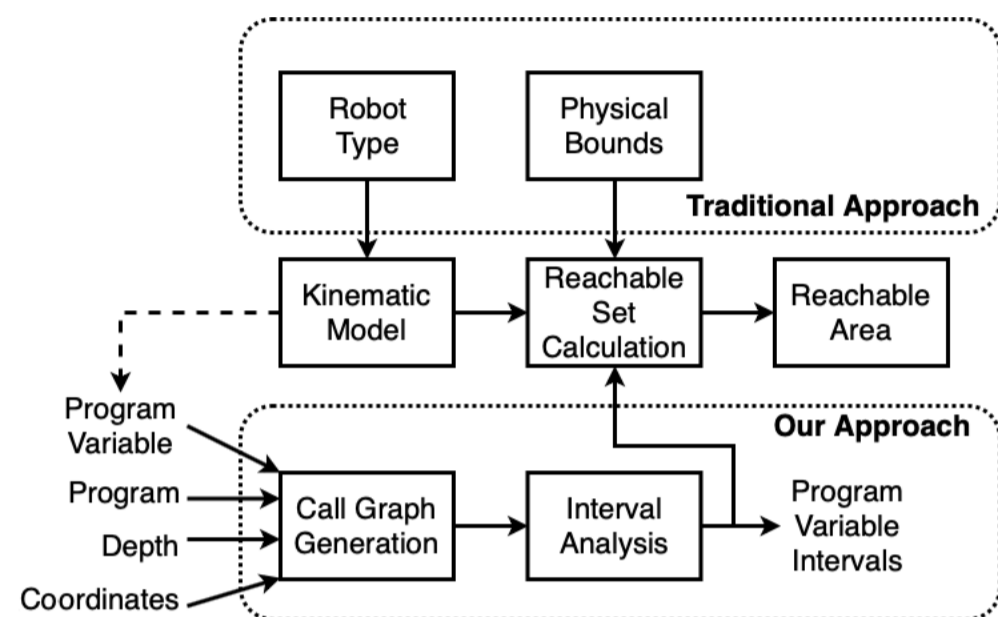 Robot
Type
Physical
Bounds
Traditional Approach
Kinematic
Model
Reachable
Set
Calculation
Reachable
Area
Program
Variable
Our Approach
Program
Depth
Coordinates
Call Graph
Generation
Interval
Analysis
Program
Variable
Intervals